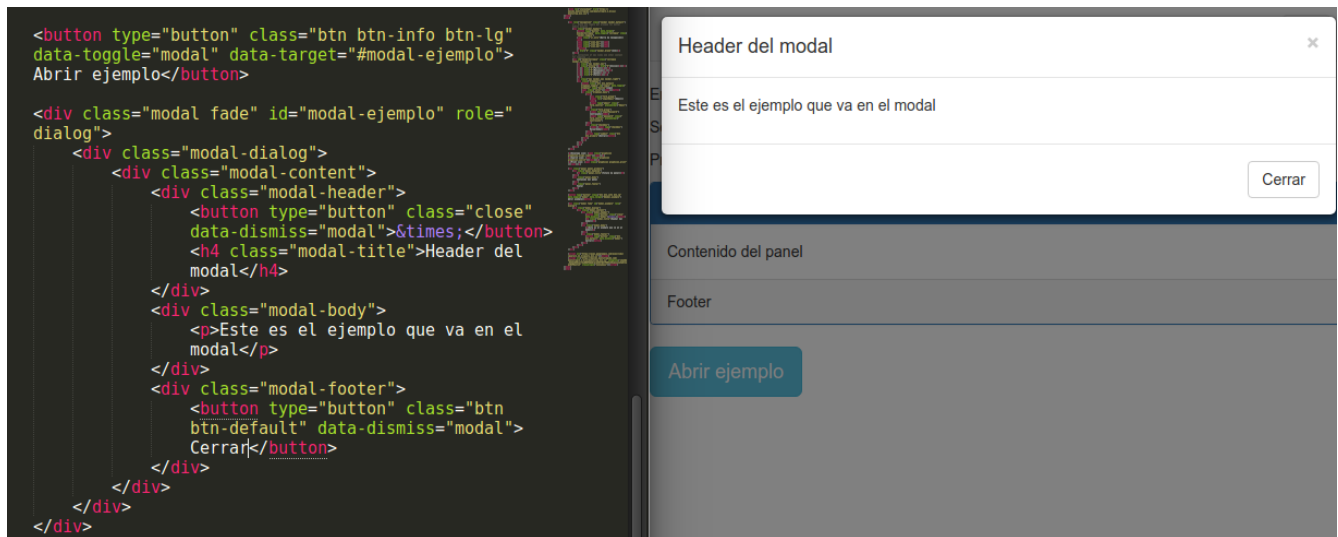 <button type="button" class="btn btn-info btn-lg"
data-toggle="modal" data-target="#modal-ejemplo">
Abrir ejemplo</button>
<div class="modal fade" id="modal-ejemplo" role="
dialog">
<div class="modal-dialog">
<div class="modal-content">
<div class="modal-header">
<button type="button" class="close"
data-dismiss="modal">&times;</button>
<h4 class="modal-title">Header del
modal</h4>
</div>
<div class="modal-body">
<p>Este es el ejemplo que va en el
modal</p>
</div>
<div class="modal-footer">
<button type="button" class="btn
btn-default" data-dismiss="modal">
Cerrar</button>
</div>
</div>
</div>
</div>
Header del modal ×
Este es el ejemplo que va en el modal
Cerrar
Contenido del panel
Footer
Abrir ejemplo